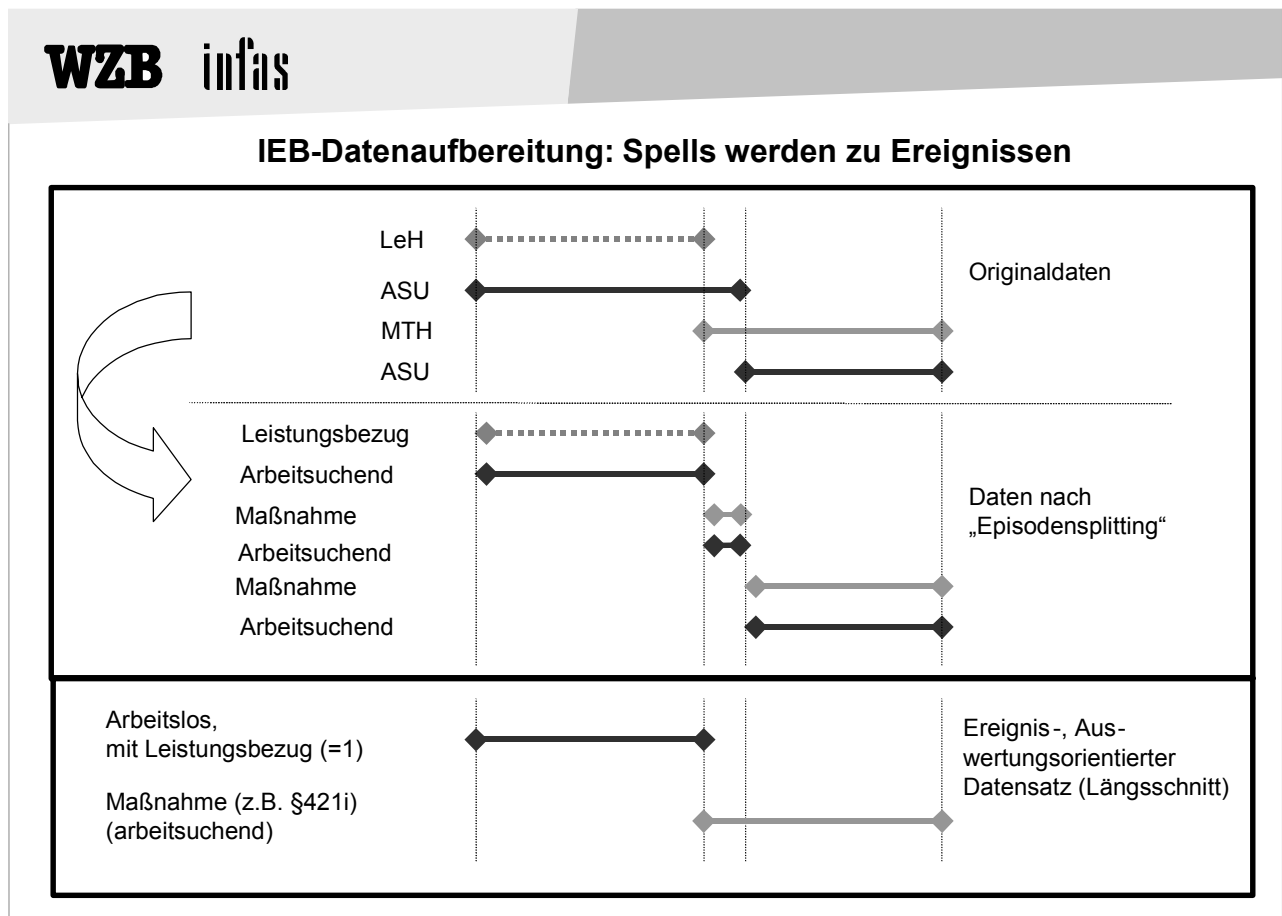 WZB infas
IEB-Datenaufbereitung: Spells werden zu Ereignissen
LeH
ASU
MTH
ASU
Originaldaten
Leistungsbezug
Arbeitsuchend
Maßnahme
Arbeitsuchend
Maßnahme
Arbeitsuchend
Daten nach
„Episodensplitting“
Arbeitslos,
mit Leistungsbezug (=1)
Maßnahme (z.B. §421i)
(arbeitsuchend)
Ereignis-, Aus-
wertungsorientierter
Datensatz (Längsschnitt)